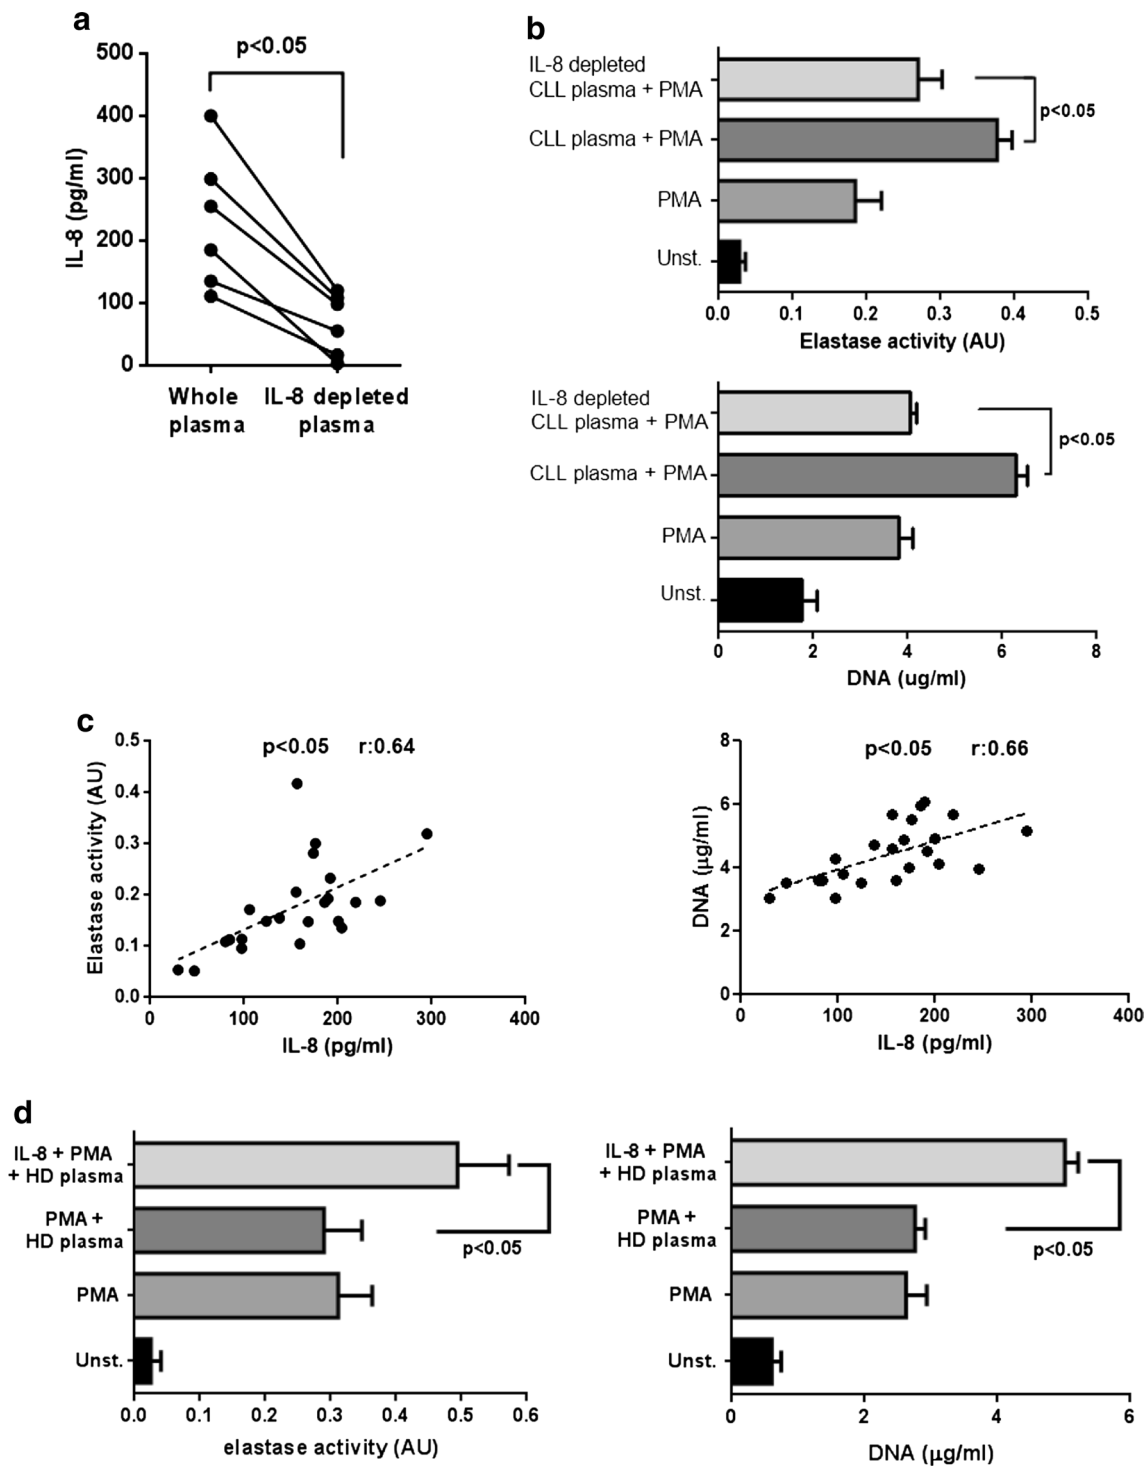 a
p<0.05
500
400
300
200
100
0
IL-8 (pg/ml)
Whole
plasma
IL-8 depleted
plasma
b
IL-8 depleted
CLL plasma + PMA
CLL plasma + PMA
PMA
Unst.
p<0.05
0.0 0.1 0.2 0.3 0.4 0.5
Elastase activity (AU)
IL-8 depleted
CLL plasma + PMA
CLL plasma + PMA
PMA
Unst.
p<0.05
0 2 4 6 8
DNA (ug/ml)
c
p<0.05 r:0.64
0.5
0.4
0.3
0.2
0.1
0.0
Elastase activity (AU)
0 100 200 300 400
IL-8 (pg/ml)
p<0.05 r:0.66
8
6
4
2
0
DNA (μg/ml)
0 100 200 300 400
IL-8 (pg/ml)
d
IL-8 + PMA
+ HD plasma
PMA +
HD plasma
PMA
Unst.
p<0.05
0.0 0.1 0.2 0.3 0.4 0.5 0.6
elastase activity (AU)
IL-8 + PMA
+ HD plasma
PMA +
HD plasma
PMA
Unst.
p<0.05
0 2 4 6
DNA (μg/ml)